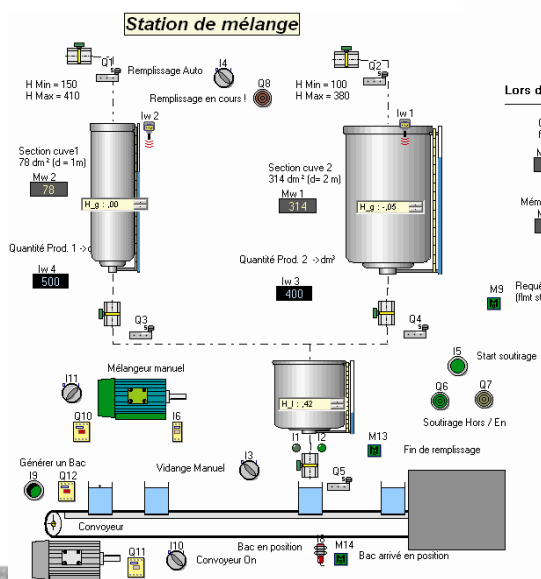 Station de mélange
Q1
Remplissage Auto
I4
Q2
H Min = 150
H Max = 410
Q8
Remplissage en cours !
H Min = 100
H Max = 380
Lors d
Iw 2
Iw 1
Section cuve1
78 dm² (d = 1m)
Mw 2
78
Section cuve 2
314 dm² (d= 2 m)
Mw 1
314
H_g : ,00
H_g : -,05
Quantité Prod. 1 ->d
Iw 4
500
Quantité Prod. 2 ->dm³
Iw 3
400
Mém
M9
Requê
(flmt st
Q3
Q4
I5
Start soutirage
Mélangeur manuel
I11
Q10
I6
H_l : ,42
Q6
Q7
Soutirage Hors / En
I1
I2
M13
Fin de remplissage
Générer un Bac
I9
Q12
Vidange Manuel
I3
Q5
Convoyeur
Q11
I10
Convoyeur On
Bac en position
I8
M14
Bac arrivé en position